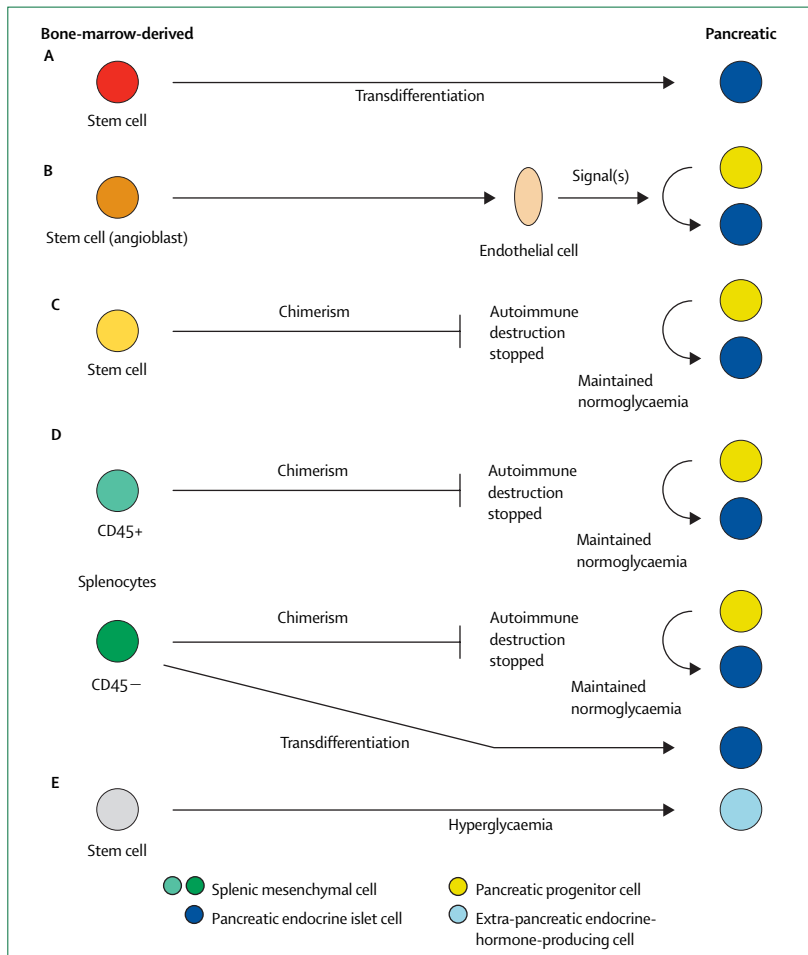 Bone-marrow-derived
Pancreatic
A
Stem cell
Transdifferentiation
B
Stem cell (angioblast)
Endothelial cell
Signal(s)
C
Stem cell
Chimerism
Autoimmune
destruction
stopped
Maintained
normoglycaemia
D
CD45+
Chimerism
Autoimmune
destruction
stopped
Maintained
normoglycaemia
Splenocytes
CD45−
Chimerism
Autoimmune
destruction
stopped
Maintained
normoglycaemia
Transdifferentiation
E
Stem cell
Hyperglycaemia
Splenic mesenchymal cell
Pancreatic endocrine islet cell
Pancreatic progenitor cell
Extra-pancreatic endocrine-
hormone-producing cell